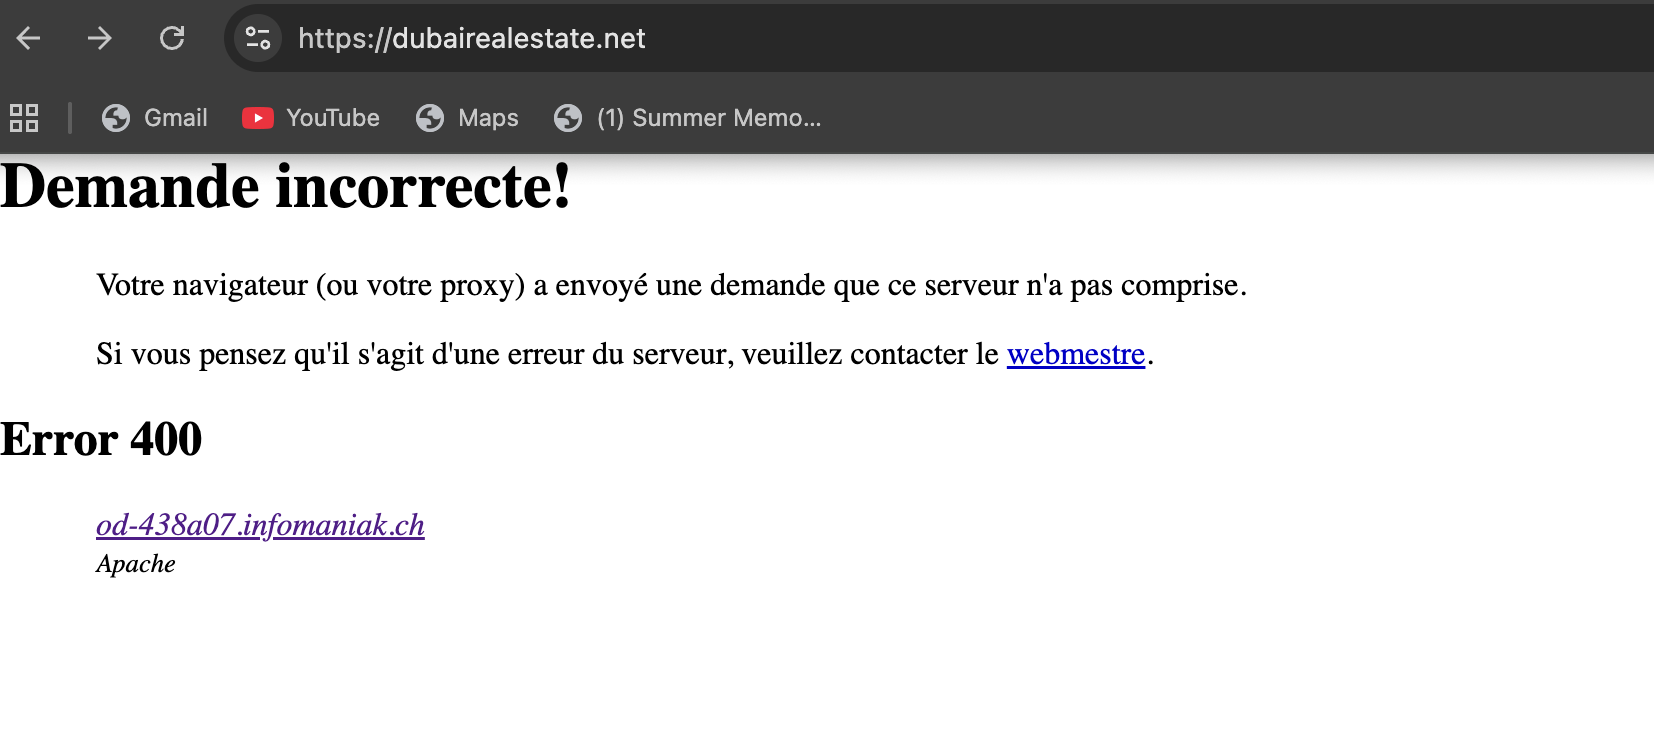 https://dubairealestate.net
Gmail YouTube Maps (1) Summer Memo...
Demande incorrecte!
Votre navigateur (ou votre proxy) a envoyé une demande que ce serveur n'a pas comprise.
Si vous pensez qu'il s'agit d'une erreur du serveur, veuillez contacter le webmestre.
Error 400
od-438a07.infomaniak.ch
Apache